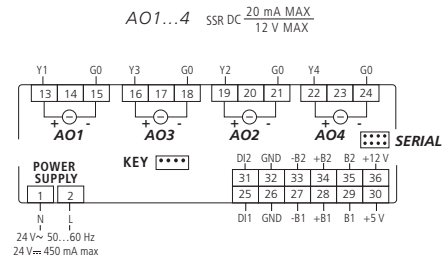 AO1...4 SSR DC 20 mA MAX
12 V MAX
Y1 G0 Y3 G0 Y2 G0 Y4 G0
13 14 15 16 17 18 19 20 21 22 23 24
+ - + - + - + -
AO1 AO3 AO2 AO4
SERIAL
KEY
POWER
SUPPLY
DI2 GND -B2 +B2 B2 +12 V
31 32 33 34 35 36
1 2 25 26 27 28 29 30
N L DI1 GND -B1 +B1 B1 +5 V
24 V~ 50...60 Hz
24 V⎓ 450 mA max